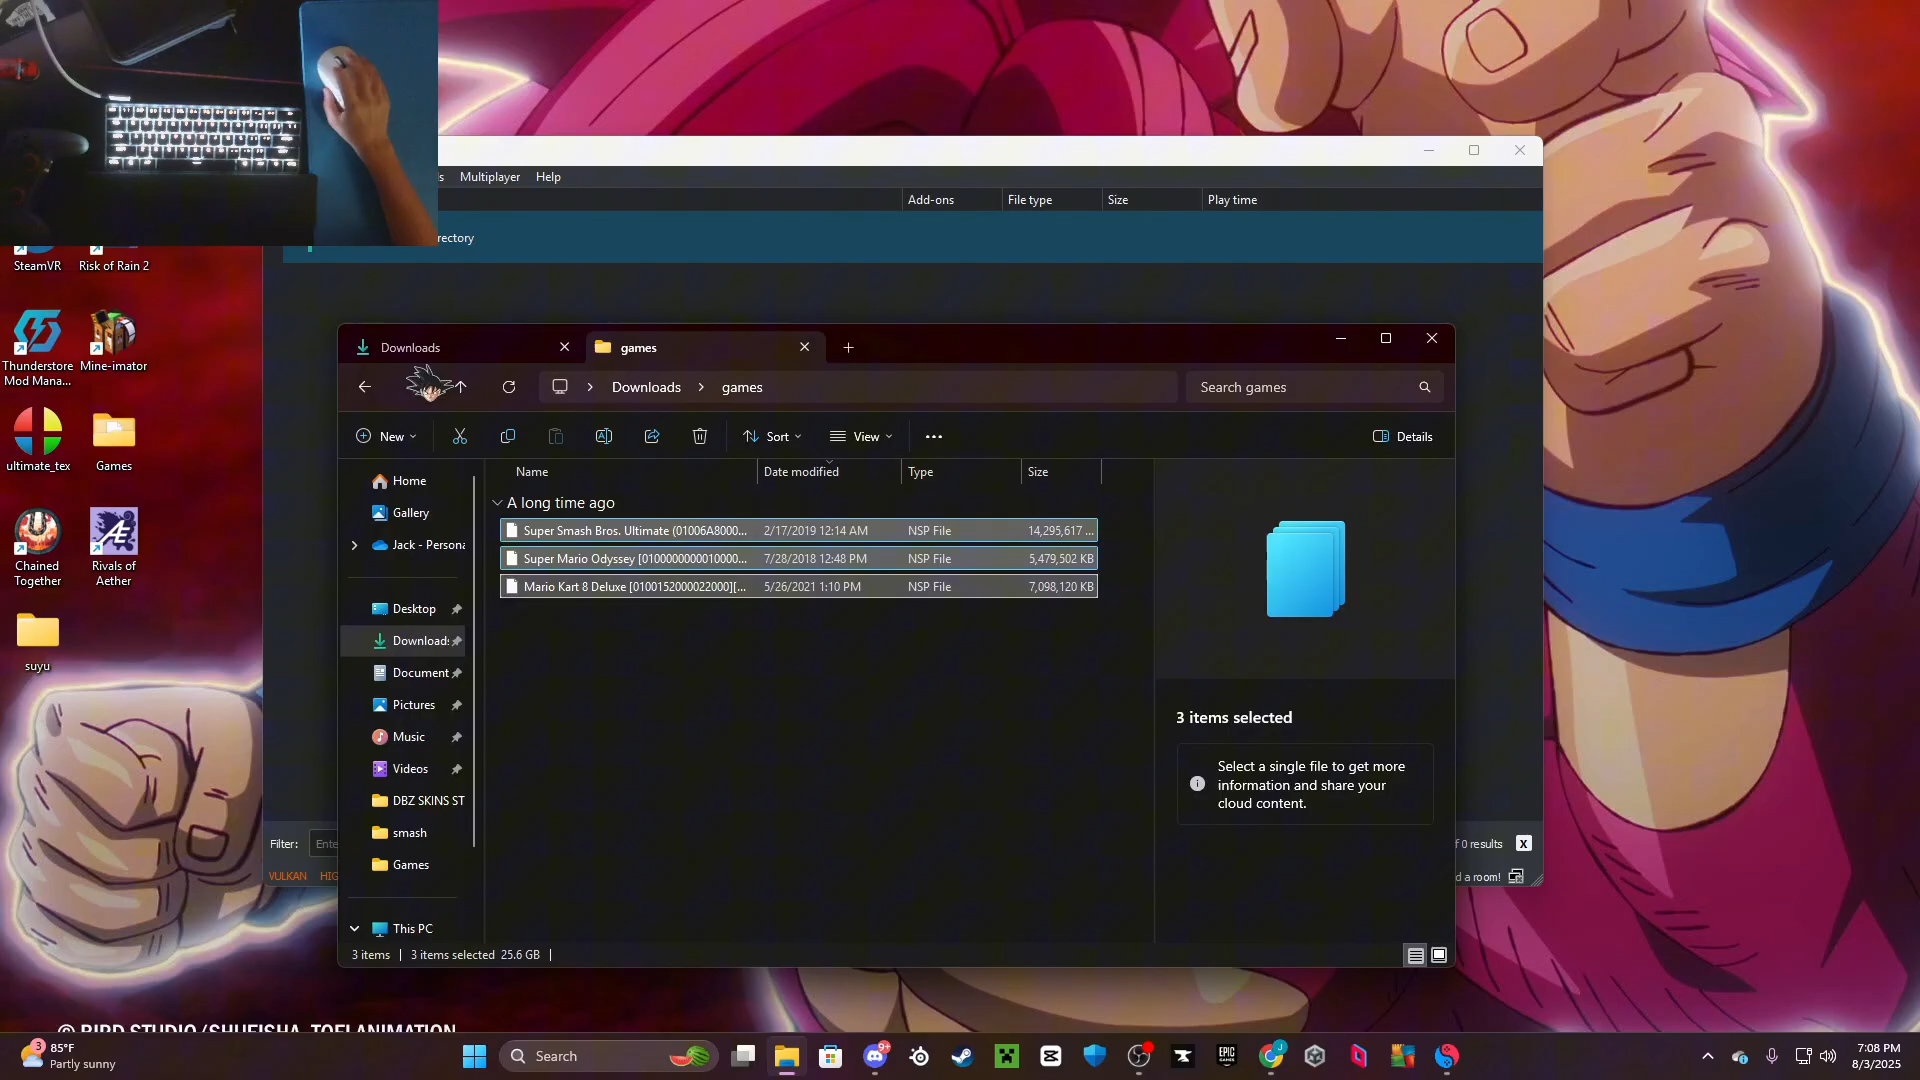 s Multiplayer Help
Add-ons File type Size Play time
rectory
SteamVR Risk of Rain 2
Thunderstore Mine-imator
Mod Mana...
ultimate_tex Games
Chained Rivals of
Together Aether
suyu
Downloads games
Downloads games
Search games
New Sort View Details
Home
Gallery
Jack - Persona
Desktop
Downloads
Document
Pictures
Music
Videos
DBZ SKINS ST
smash
Games
This PC
Name Date modified Type Size
A long time ago
Super Smash Bros. Ultimate (01006A8000... 2/17/2019 12:14 AM NSP File 14,295,617 ...
Super Mario Odyssey [0100000000010000... 7/28/2018 12:48 PM NSP File 5,479,502 KB
Mario Kart 8 Deluxe [0100152000022000][... 5/26/2021 1:10 PM NSP File 7,098,120 KB
3 items selected
Select a single file to get more
information and share your
cloud content.
3 items 3 items selected 25.6 GB
Filter: Ente
f 0 results X
VULKAN HIG
d a room!
© BIRD STUDIO/SHUEISHA, TOEI ANIMATION
3
85°F
Partly sunny
Search
9+
EPIC
GAMES
J
7:08 PM
8/3/2025